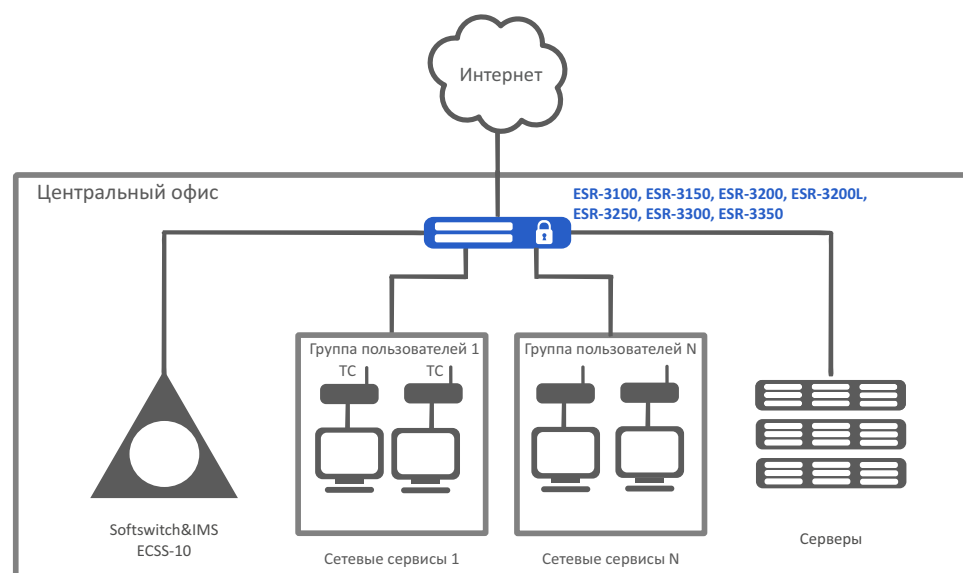 Интернет
Центральный офис
ESR-3100, ESR-3150, ESR-3200, ESR-3200L,
ESR-3250, ESR-3300, ESR-3350
Группа пользователей 1
ТС
ТС
Группа пользователей N
Softswitch&IMS
ECSS-10
Сетевые сервисы 1
Сетевые сервисы N
Серверы